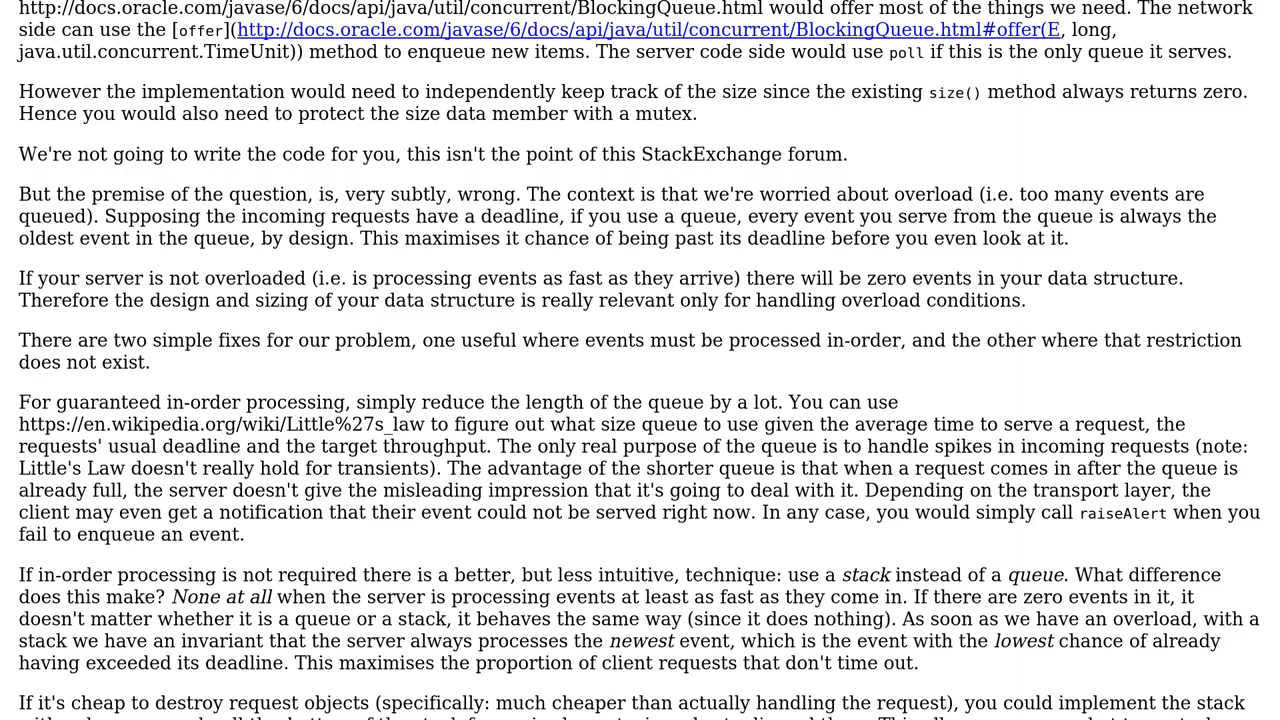 http://docs.oracle.com/javase/6/docs/api/java/util/concurrent/BlockingQueue.html would offer most of the things we need. The network
side can use the [offer](http://docs.oracle.com/javase/6/docs/api/java/util/concurrent/BlockingQueue.html#offer(E, long,
java.util.concurrent.TimeUnit)) method to enqueue new items. The server code side would use poll if this is the only queue it serves.
However the implementation would need to independently keep track of the size since the existing size() method always returns zero.
Hence you would also need to protect the size data member with a mutex.
We're not going to write the code for you, this isn't the point of this StackExchange forum.
But the premise of the question, is, very subtly, wrong. The context is that we're worried about overload (i.e. too many events are
queued). Supposing the incoming requests have a deadline, if you use a queue, every event you serve from the queue is always the
oldest event in the queue, by design. This maximises it chance of being past its deadline before you even look at it.
If your server is not overloaded (i.e. is processing events as fast as they arrive) there will be zero events in your data structure.
Therefore the design and sizing of your data structure is really relevant only for handling overload conditions.
There are two simple fixes for our problem, one useful where events must be processed in-order, and the other where that restriction
does not exist.
For guaranteed in-order processing, simply reduce the length of the queue by a lot. You can use
https://en.wikipedia.org/wiki/Little%27s_law to figure out what size queue to use given the average time to serve a request, the
requests' usual deadline and the target throughput. The only real purpose of the queue is to handle spikes in incoming requests (note:
Little's Law doesn't really hold for transients). The advantage of the shorter queue is that when a request comes in after the queue is
already full, the server doesn't give the misleading impression that it's going to deal with it. Depending on the transport layer, the
client may even get a notification that their event could not be served right now. In any case, you would simply call raiseAlert when you
fail to enqueue an event.
If in-order processing is not required there is a better, but less intuitive, technique: use a stack instead of a queue. What difference
does this make? None at all when the server is processing events at least as fast as they come in. If there are zero events in it, it
doesn't matter whether it is a queue or a stack, it behaves the same way (since it does nothing). As soon as we have an overload, with a
stack we have an invariant that the server always processes the newest event, which is the event with the lowest chance of already
having exceeded its deadline. This maximises the proportion of client requests that don't time out.
If it's cheap to destroy request objects (specifically: much cheaper than actually handling the request), you could implement the stack